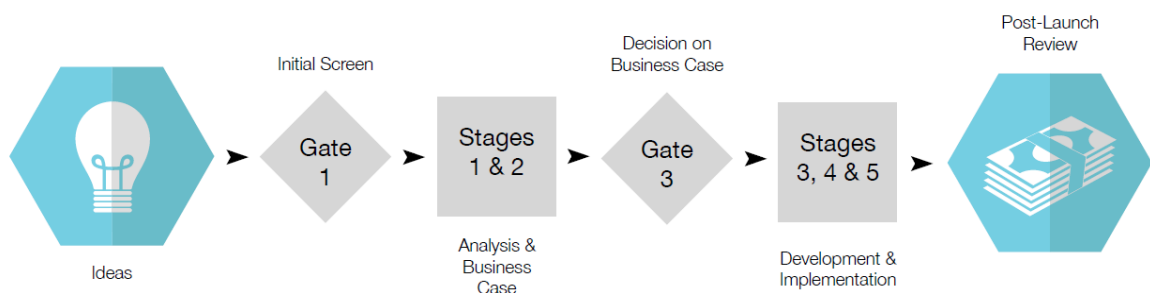 Ideas
Initial Screen
Gate
1
Stages
1 & 2
Analysis &
Business
Case
Decision on
Business Case
Gate
3
Stages
3, 4 & 5
Development &
Implementation
Post-Launch
Review